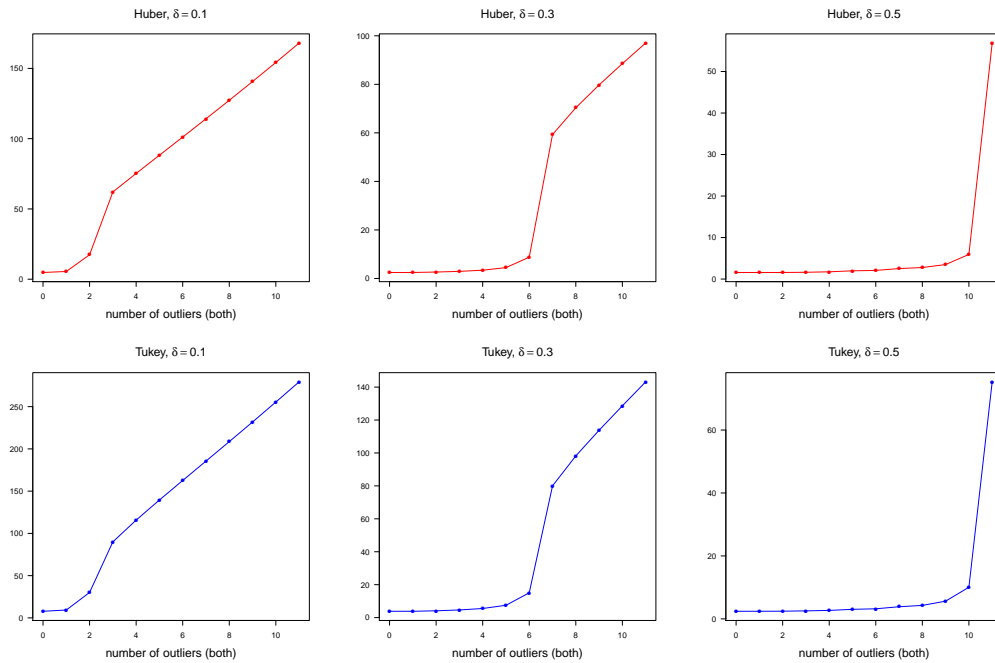 Huber, δ = 0.1
Huber, δ = 0.3
Huber, δ = 0.5
150
100
50
0
100
80
60
40
20
0
50
40
30
20
10
0
0 2 4 6 8 10
0 2 4 6 8 10
0 2 4 6 8 10
number of outliers (both)
number of outliers (both)
number of outliers (both)
Tukey, δ = 0.1
Tukey, δ = 0.3
Tukey, δ = 0.5
250
200
150
100
50
0
140
120
100
80
60
40
20
0
60
40
20
0
0 2 4 6 8 10
0 2 4 6 8 10
0 2 4 6 8 10
number of outliers (both)
number of outliers (both)
number of outliers (both)